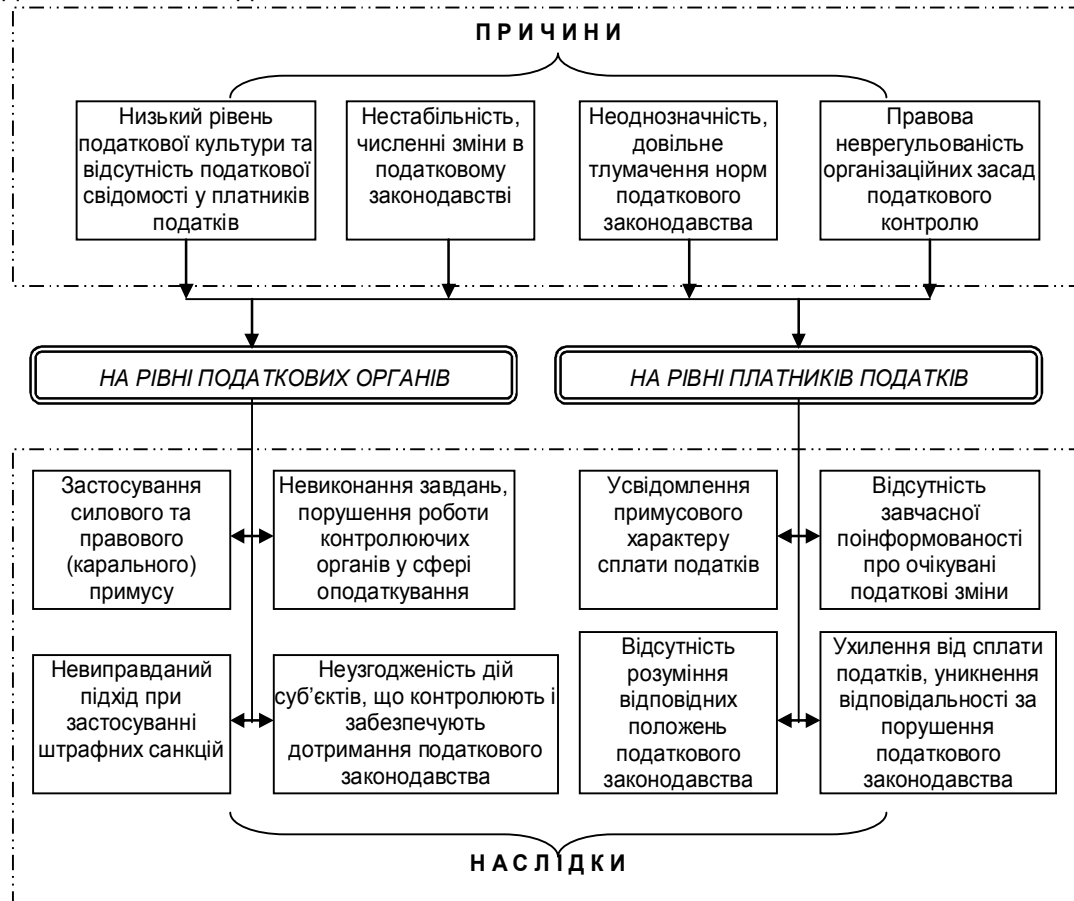 П Р И Ч И Н И
Низький рівень
податкової культури та
відсутність податкової
свідомості у платників
податків
Нестабільність,
численні зміни в
податковому
законодавстві
Неоднозначність,
довільне
тлумачення норм
податкового
законодавства
Правова
неврегульованість
організаційних засад
податкового
контролю
НА РІВНІ ПОДАТКОВИХ ОРГАНІВ
НА РІВНІ ПЛАТНИКІВ ПОДАТКІВ
Застосування
силового та
правового
(карального)
примусу
Невиконання завдань,
порушення роботи
контролюючих
органів у сфері
оподаткування
Усвідомлення
примусового
характеру
сплати податків
Відсутність
завчасної
поінформованості
про очікувані
податкові зміни
Невиправданий
підхід при
застосуванні
штрафних санкцій
Неузгодженість дій
суб’єктів, що контролюють і
забезпечують
дотримання податкового
законодавства
Відсутність
розуміння
відповідних
положень
податкового
законодавства
Ухилення від сплати
податків, уникнення
відповідальності за
порушення
податкового
законодавства
Н А С Л І Д К И